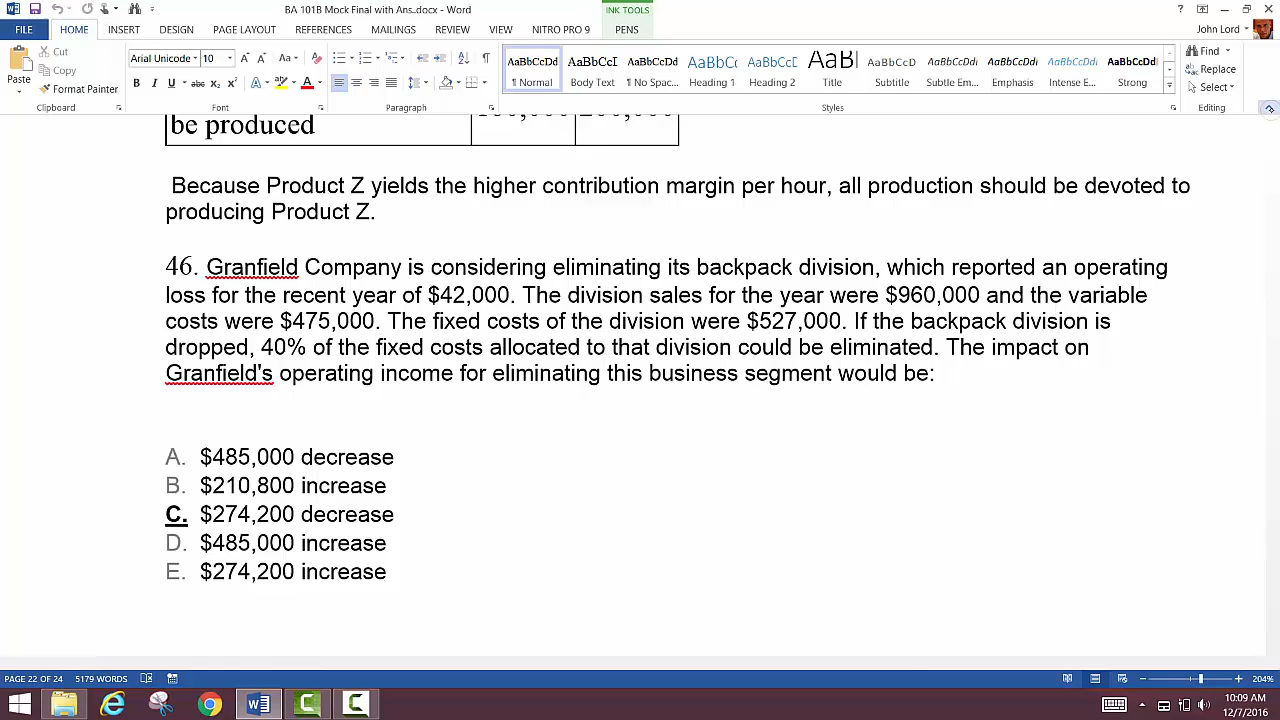 BA 101B Mock Final with Ans.docx - Word
INK TOOLS
FILE HOME INSERT DESIGN PAGE LAYOUT REFERENCES MAILINGS REVIEW VIEW NITRO PRO 9 PENS
John Lord
Paste
Cut
Copy
Format Painter
Clipboard
Arial Unicode 10
Font
Paragraph
AaBbCcDd AaBbCcI AaBbCcDd AaBbCc AaBbCcI AaBl AaBbCcD AaBbCcDd AaBbCcDd AaBbCcDd AaBbCcDd
¶ Normal Body Text ¶ No Spac... Heading 1 Heading 2 Title Subtitle Subtle Em... Emphasis Intense E... Strong
Styles
Find
Replace
Select
Editing
be produced
Because Product Z yields the higher contribution margin per hour, all production should be devoted to
producing Product Z.
46. Granfield Company is considering eliminating its backpack division, which reported an operating
loss for the recent year of $42,000. The division sales for the year were $960,000 and the variable
costs were $475,000. The fixed costs of the division were $527,000. If the backpack division is
dropped, 40% of the fixed costs allocated to that division could be eliminated. The impact on
Granfield's operating income for eliminating this business segment would be:
A. $485,000 decrease
B. $210,800 increase
C. $274,200 decrease
D. $485,000 increase
E. $274,200 increase
PAGE 22 OF 24 5179 WORDS
204%
10:09 AM
12/7/2016